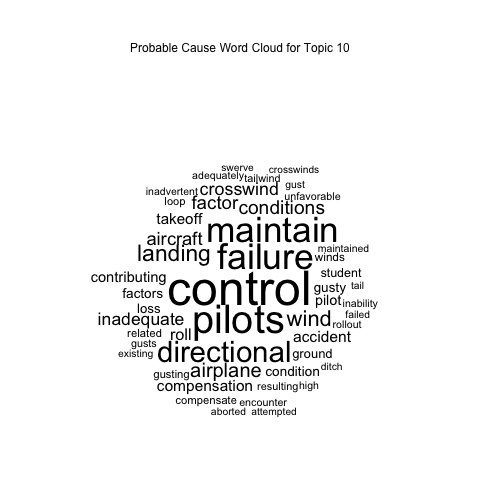 Probable Cause Word Cloud for Topic 10
swerve crosswinds
adequately tailwind
inadvertent crosswind gust
loop factor conditions unfavorable
takeoff maintain
aircraft failure maintained
landing winds
contributing control student
factors gusty tail
loss pilots pilot inability
inadequate wind failed
related roll rollout
gusts accident
existing directional ground
gusting airplane condition ditch
compensation resulting high
compensate encounter
aborted attempted